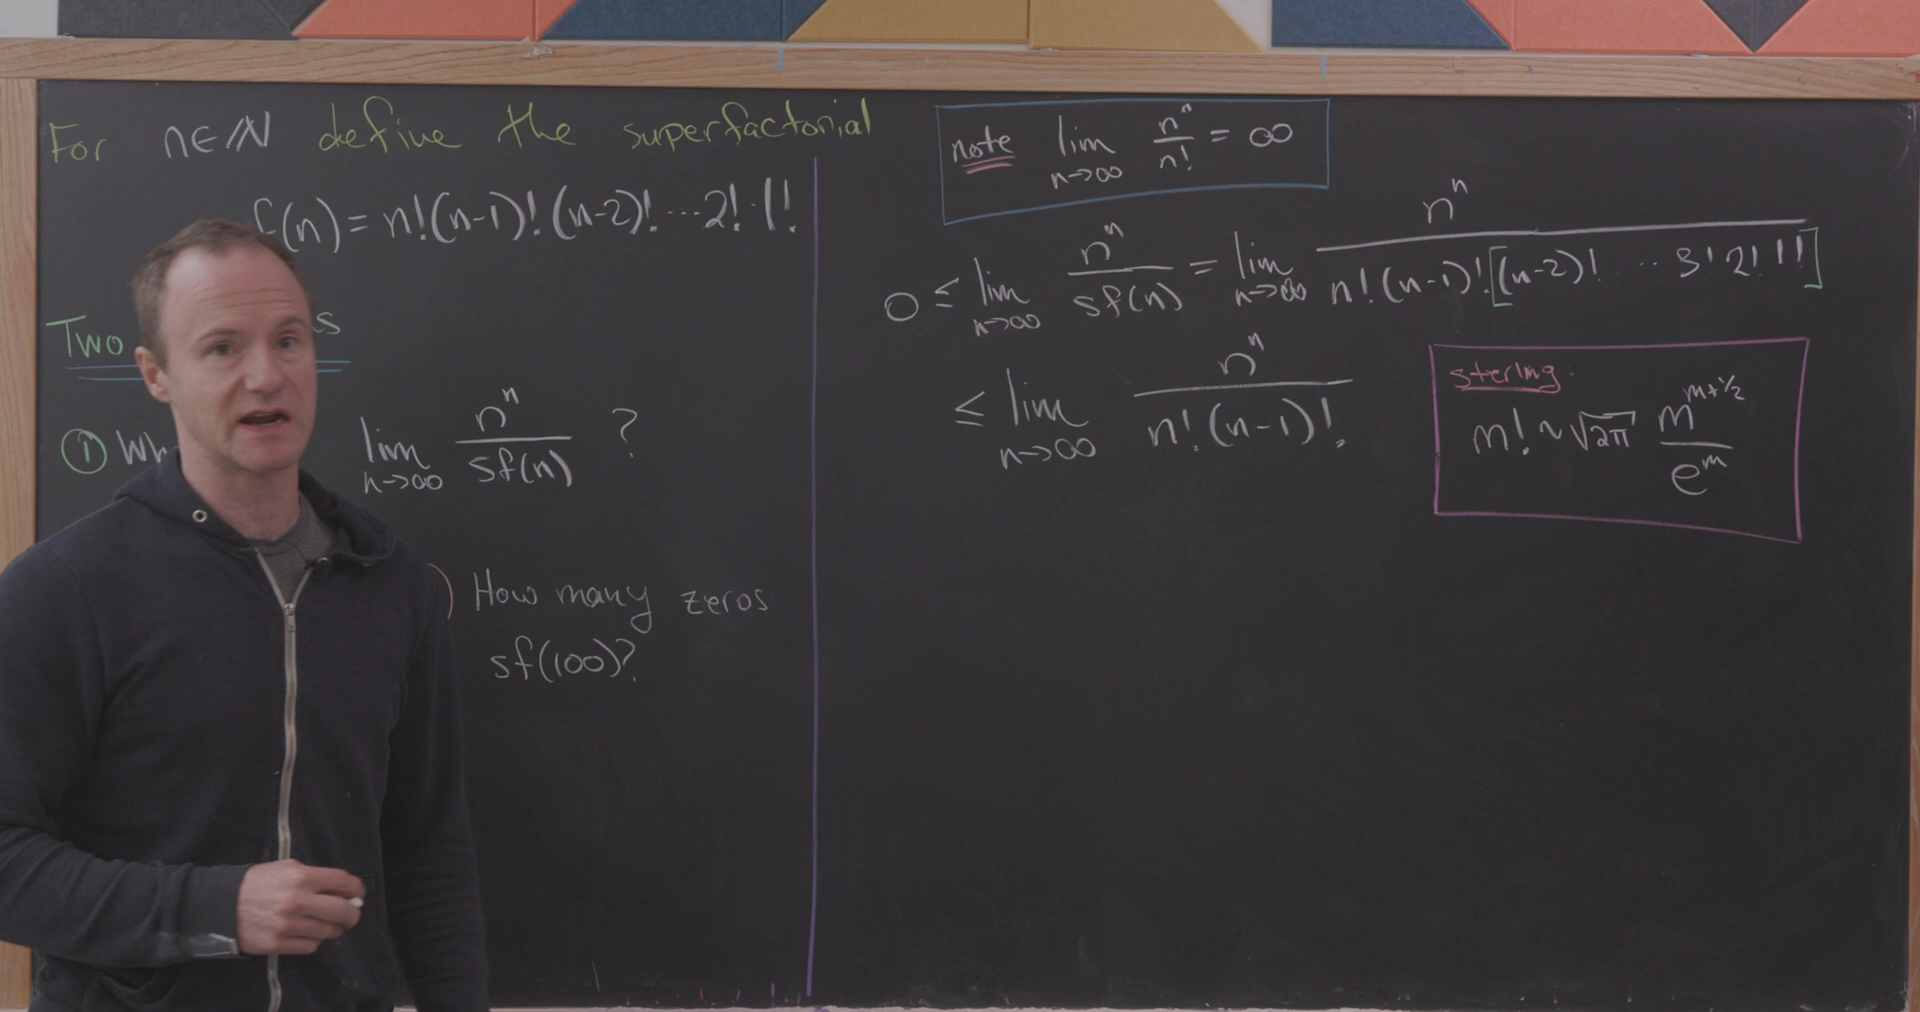 For n∈ℕ define the superfactorial
f(n) = n!(n-1)!(n-2)!⋯2!·1!
Two
① Wh lim n→∞ n^n / sf(n) ?
) How many zeros
sf(100)?
note lim n→∞ n^n / n! = ∞
0 ≤ lim n→∞ n^n / sf(n) = lim n→∞ n^n / n!(n-1)![(n-2)! ⋯ 3! 2! 1!]
≤ lim n→∞ n^n / n!(n-1)!
sterling
m! ~ √2π m^(m+1/2) / e^m